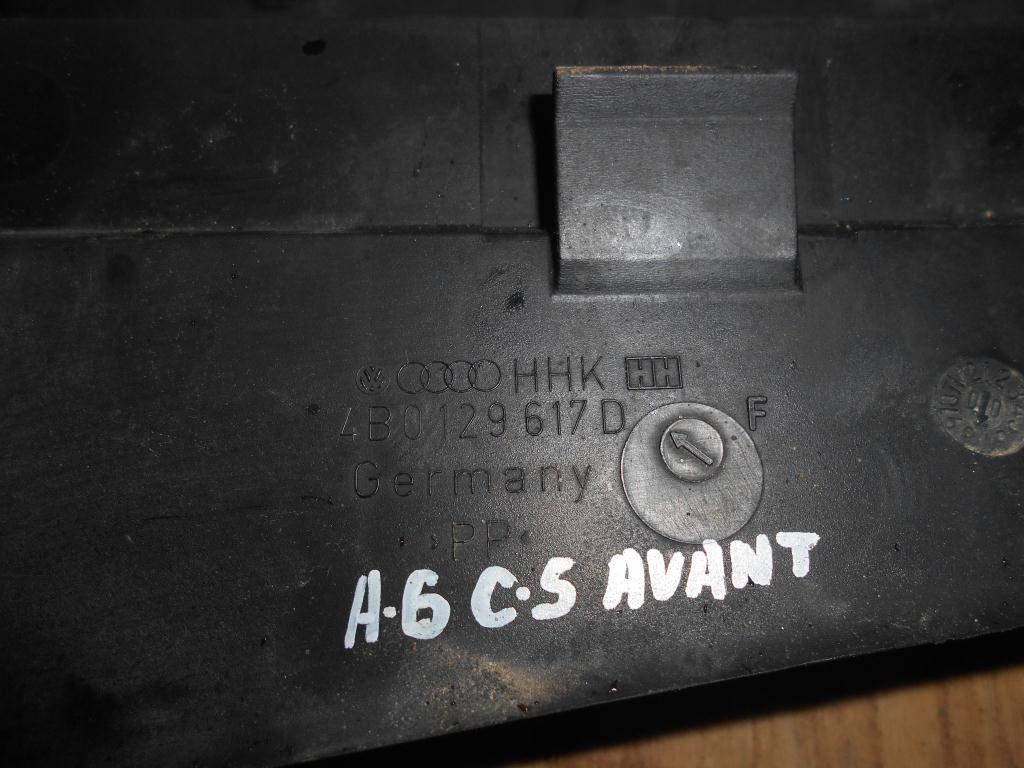 HHK HH
4B0 129 617 D F
Germany
>PP<
A·6 C·5 AVANT